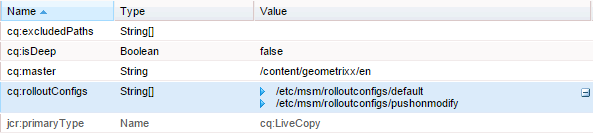 Name Type Value
cq:excludedPaths String[]
cq:isDeep Boolean false
cq:master String /content/geometrixx/en
cq:rolloutConfigs String[] /etc/msm/rolloutconfigs/default
/etc/msm/rolloutconfigs/pushonmodify
jcr:primaryType Name cq:LiveCopy